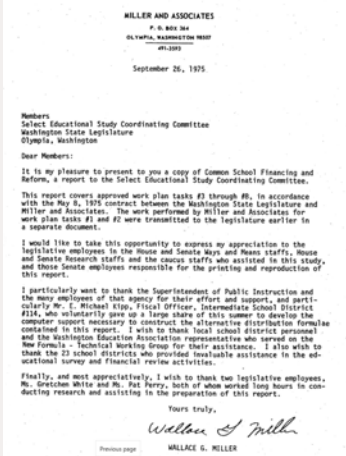 MILLER AND ASSOCIATES
P. O. BOX 264
OLYMPIA, WASHINGTON 98507
491-3593
September 26, 1975
Members
Select Educational Study Coordinating Committee
Washington State Legislature
Olympia, Washington
Dear Members:
It is my pleasure to present to you a copy of Common School Financing and
Reform, a report to the Select Educational Study Coordinating Committee.
This report covers approved work plan tasks #3 through #8, in accordance
with the May 8, 1975 contract between the Washington State Legislature and
Miller and Associates. The work performed by Miller and Associates for
work plan tasks #1 and #2 were transmitted to the legislature earlier in
a separate document.
I would like to take this opportunity to express my appreciation to the
legislative employees in the House and Senate Ways and Means staffs, House
and Senate Research staffs and the caucus staffs who assisted in this study,
and those Senate employees responsible for the printing and reproduction of
this report.
I particularly want to thank the Superintendent of Public Instruction and
the many employees of that agency for their effort and support, and parti-
cularly Mr. E. Michael Kipp, Fiscal Officer, Intermediate School District
#114, who voluntarily gave up a large share of this summer to develop the
computer support necessary to construct the alternative distribution formulae
contained in this report. I wish to thank local school district personnel
and the Washington Education Association representative who served on the
New Formula - Technical Working Group for their assistance. I also wish to
thank the 23 school districts who provided invaluable assistance in the ed-
ucational survey and financial review activities.
Finally, and most appreciatively, I wish to thank two legislative employees,
Ms. Gretchen White and Ms. Pat Perry, both of whom worked long hours in con-
ducting research and assisting in the preparation of this report.
Yours truly,
Wallace G Miller
WALLACE G. MILLER
Previous page